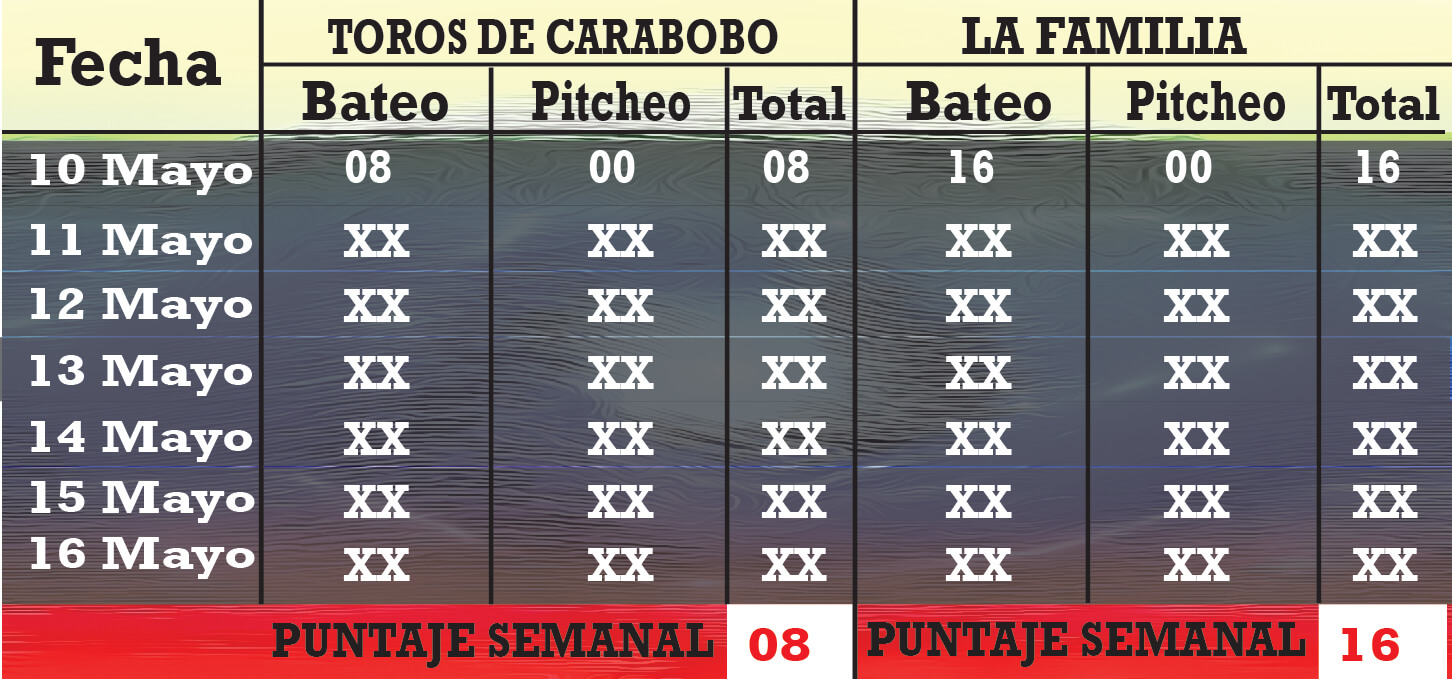 Fecha TOROS DE CARABOBO LA FAMILIA
Bateo Pitcheo Total Bateo Pitcheo Total
10 Mayo 08 00 08 16 00 16
11 Mayo XX XX XX XX XX XX
12 Mayo XX XX XX XX XX XX
13 Mayo XX XX XX XX XX XX
14 Mayo XX XX XX XX XX XX
15 Mayo XX XX XX XX XX XX
16 Mayo XX XX XX XX XX XX
PUNTAJE SEMANAL 08 PUNTAJE SEMANAL 16